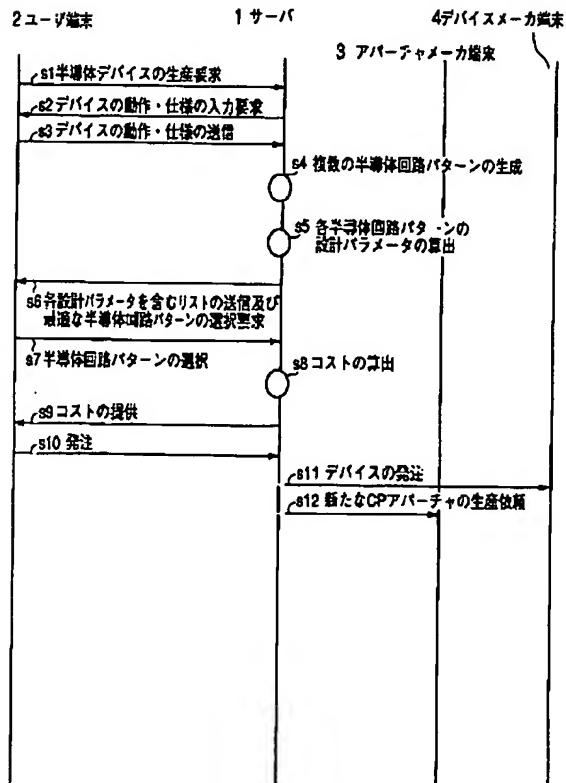 2 ユーザ端末
1 サーバ
4デバイスメーカ端末
3 アパーチャメーカ端末
s1半導体デバイスの生産要求
s2デバイスの動作・仕様の入力要求
s3デバイスの動作・仕様の送信
s4 複数の半導体回路パターンの生成
s5 各半導体回路パターンの
設計パラメータの算出
s6各設計パラメータを含むリストの送信及び
最適な半導体回路パターンの選択要求
s7半導体回路パターンの選択
s8コストの算出
s9コストの提供
s10 発注
s11 デバイスの発注
s12 新たなCPアパーチャの生産依頼